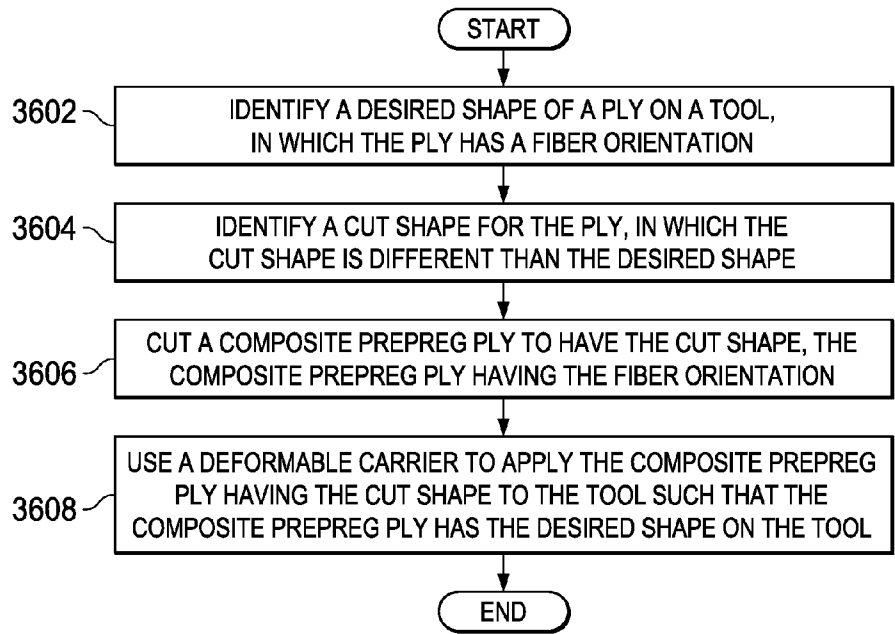 START
3602
IDENTIFY A DESIRED SHAPE OF A PLY ON A TOOL,
IN WHICH THE PLY HAS A FIBER ORIENTATION
3604
IDENTIFY A CUT SHAPE FOR THE PLY, IN WHICH THE
CUT SHAPE IS DIFFERENT THAN THE DESIRED SHAPE
3606
CUT A COMPOSITE PREPREG PLY TO HAVE THE CUT SHAPE, THE
COMPOSITE PREPREG PLY HAVING THE FIBER ORIENTATION
3608
USE A DEFORMABLE CARRIER TO APPLY THE COMPOSITE PREPREG
PLY HAVING THE CUT SHAPE TO THE TOOL SUCH THAT THE
COMPOSITE PREPREG PLY HAS THE DESIRED SHAPE ON THE TOOL
END